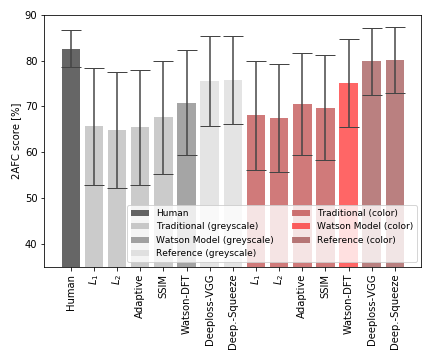 90
80
70
60
50
40
2AFC score [%]
Human
Traditional (greyscale)
Watson Model (greyscale)
Reference (greyscale)
Traditional (color)
Watson Model (color)
Reference (color)
Human
L₁
L₂
Adaptive
SSIM
Watson-DFT
Deeploss-VGG
Deep.-Squeeze
L₁
L₂
Adaptive
SSIM
Watson-DFT
Deeploss-VGG
Deep.-Squeeze